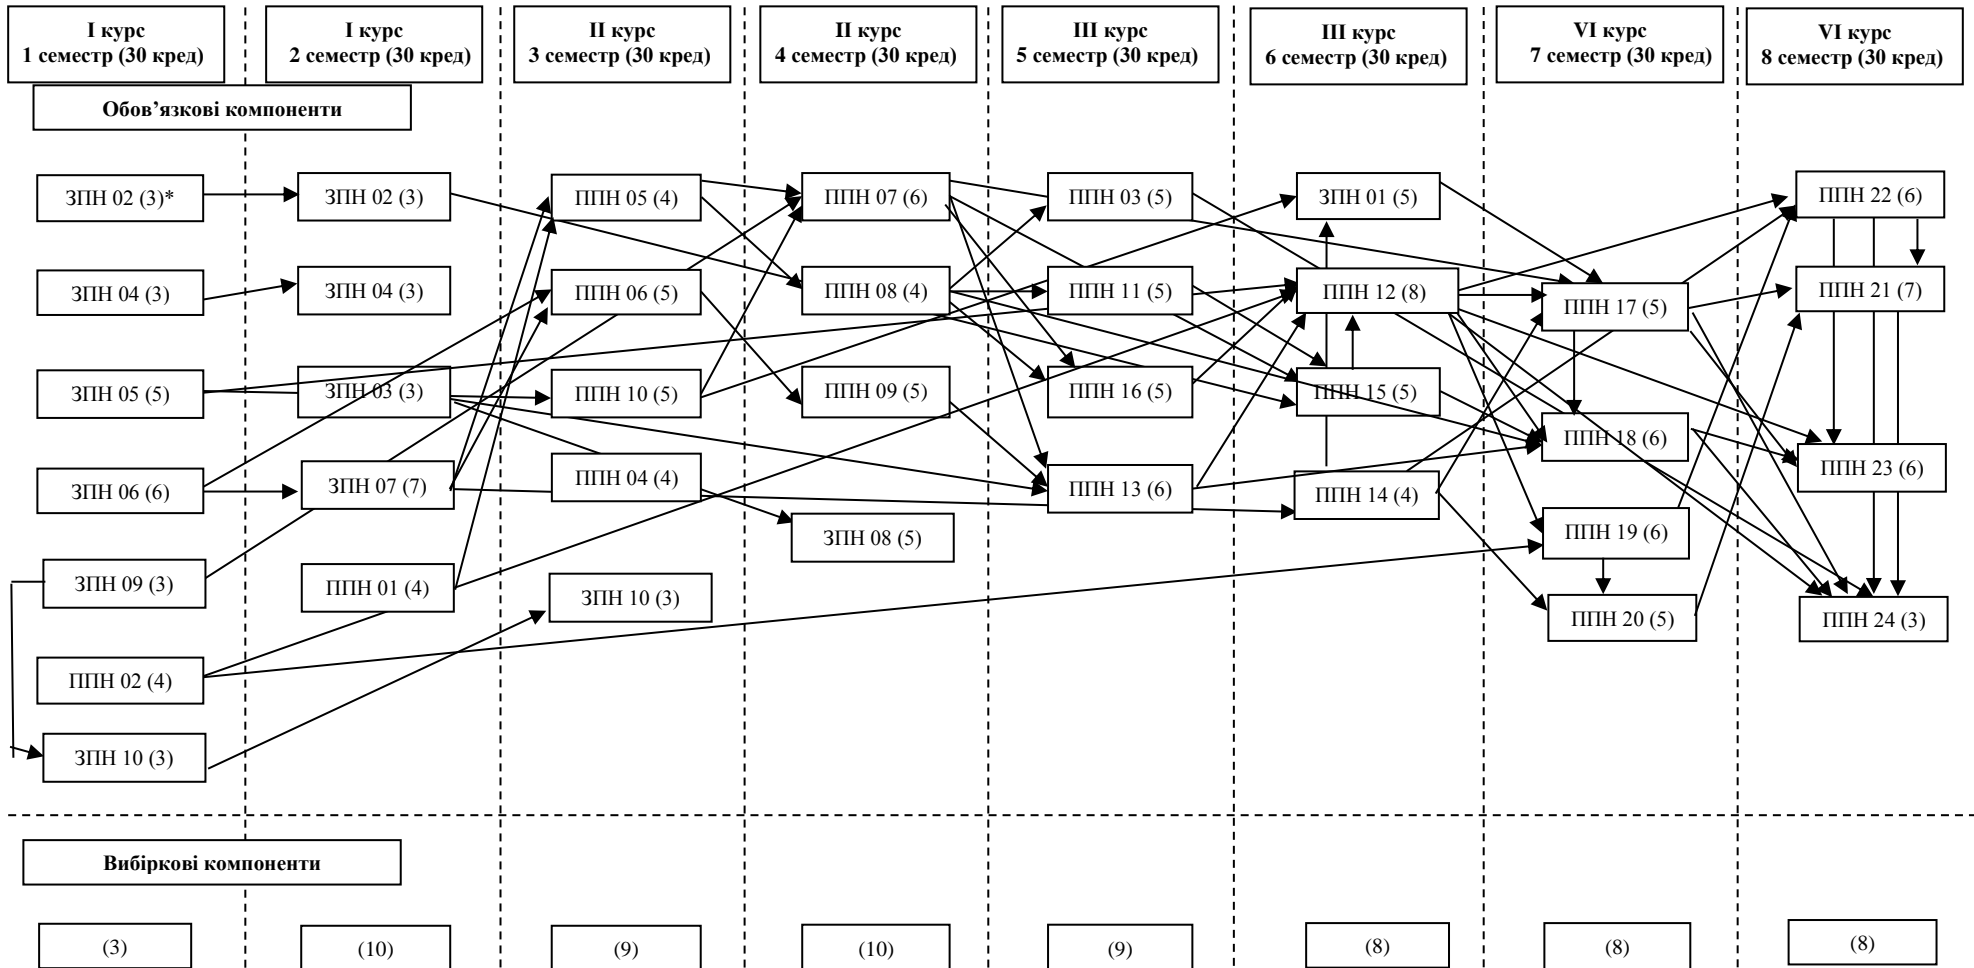 I курс
1 семестр (30 кред)
I курс
2 семестр (30 кред)
II курс
3 семестр (30 кред)
II курс
4 семестр (30 кред)
III курс
5 семестр (30 кред)
III курс
6 семестр (30 кред)
VI курс
7 семестр (30 кред)
VI курс
8 семестр (30 кред)
Обов’язкові компоненти
ЗПН 02 (3)*
ЗПН 04 (3)
ЗПН 05 (5)
ЗПН 06 (6)
ЗПН 09 (3)
ППН 02 (4)
ЗПН 10 (3)
ЗПН 02 (3)
ЗПН 04 (3)
ЗПН 03 (3)
ЗПН 07 (7)
ППН 01 (4)
ППН 05 (4)
ППН 06 (5)
ППН 10 (5)
ППН 04 (4)
ЗПН 10 (3)
ППН 07 (6)
ППН 08 (4)
ППН 09 (5)
ЗПН 08 (5)
ППН 03 (5)
ППН 11 (5)
ППН 16 (5)
ППН 13 (6)
ЗПН 01 (5)
ППН 12 (8)
ППН 15 (5)
ППН 14 (4)
ППН 17 (5)
ППН 18 (6)
ППН 19 (6)
ППН 20 (5)
ППН 22 (6)
ППН 21 (7)
ППН 23 (6)
ППН 24 (3)
Вибіркові компоненти
(3)
(10)
(9)
(10)
(9)
(8)
(8)
(8)